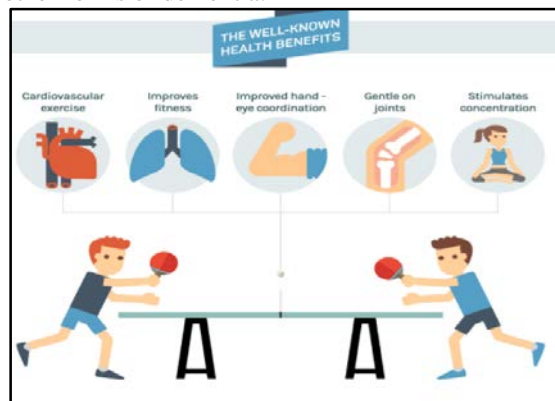 THE WELL-KNOWN
HEALTH BENEFITS
Cardiovascular
exercise
Improves
fitness
Improved hand -
eye coordination
Gentle on
joints
Stimulates
concentration